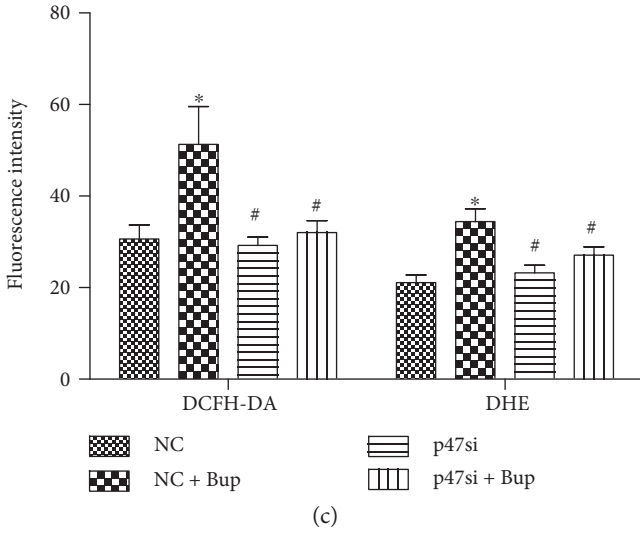 80
60
40
20
0
Fluorescence intensity
*
#
#
*
#
#
DCFH-DA
DHE
NC
p47si
NC + Bup
p47si + Bup
(c)